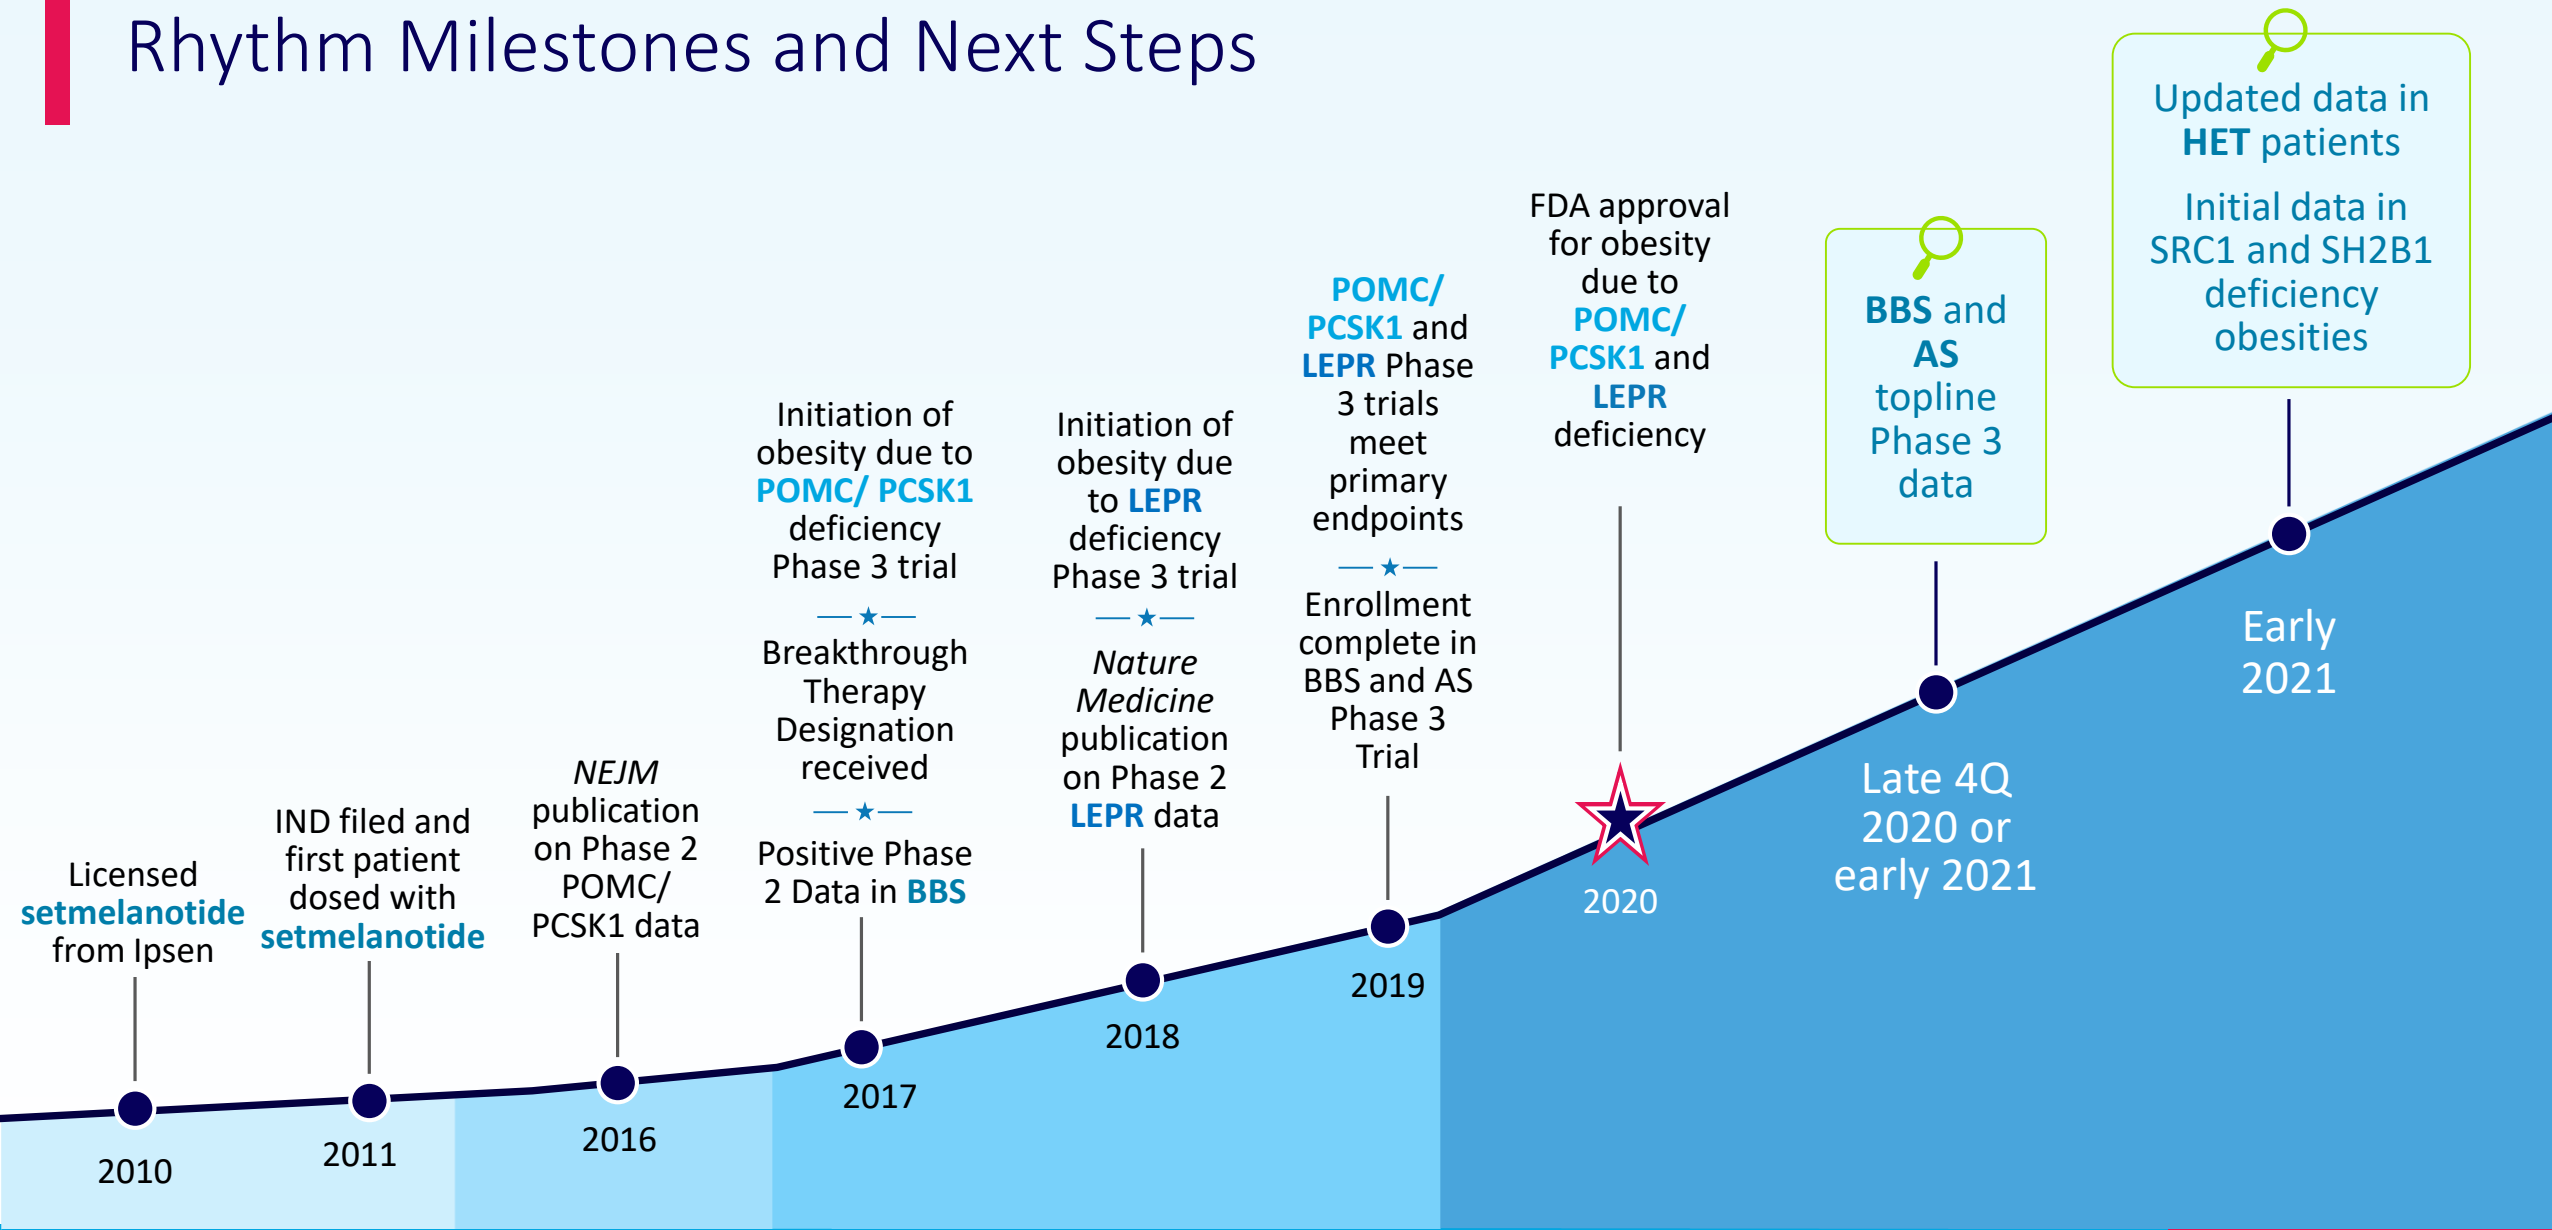 Rhythm Milestones and Next Steps
Licensed
setmelanotide
from Ipsen
2010
IND filed and
first patient
dosed with
setmelanotide
2011
NEJM
publication
on Phase 2
POMC/
PCSK1 data
2016
Initiation of
obesity due to
POMC/ PCSK1
deficiency
Phase 3 trial
Breakthrough
Therapy
Designation
received
Positive Phase
2 Data in BBS
2017
Initiation of
obesity due
to LEPR
deficiency
Phase 3 trial
Nature
Medicine
publication
on Phase 2
LEPR data
2018
POMC/
PCSK1 and
LEPR Phase
3 trials
meet
primary
endpoints
Enrollment
complete in
BBS and AS
Phase 3
Trial
2019
FDA approval
for obesity
due to
POMC/
PCSK1 and
LEPR
deficiency
2020
BBS and
AS
topline
Phase 3
data
Late 4Q
2020 or
early 2021
Updated data in
HET patients
Initial data in
SRC1 and SH2B1
deficiency
obesities
Early
2021